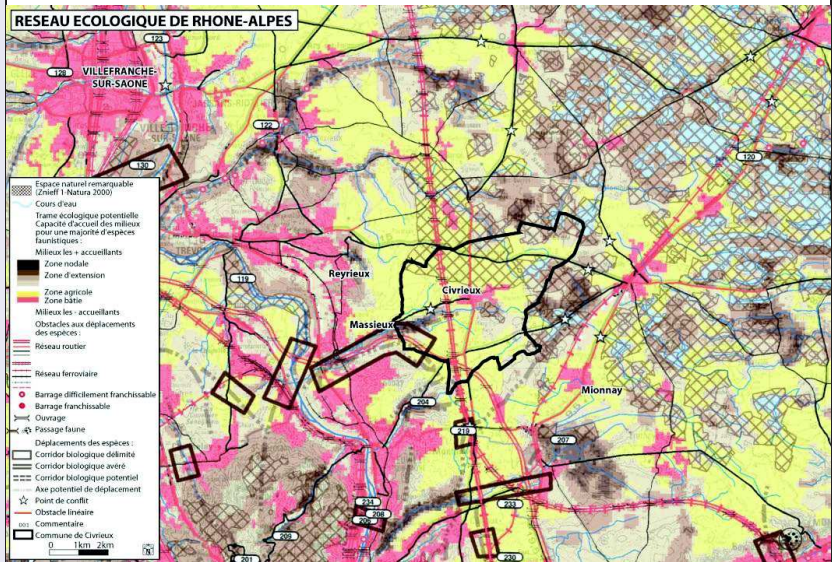 RESEAU ECOLOGIQUE DE RHONE-ALPES
123
128
VILLEFRANCHE-
SUR-SAONE
122
130
120
Espace naturel remarquable
(Znieff 1-Natura 2000)
Cours d'eau
Trame écologique potentielle
Capacité d'accueil des milieux
pour une majorité d'espèces
faunistiques :
Milieux les + accueillants
Zone nodale
Zone d'extension
Zone agricole
Zone bâtie
Milieux les - accueillants
Obstacles aux déplacements
des espèces :
Réseau routier
Réseau ferroviaire
Barrage difficilement franchissable
Barrage franchissable
Ouvrage
Passage faune
Déplacements des espèces :
Corridor biologique délimité
Corridor biologique avéré
Corridor biologique potentiel
Axe potentiel de déplacement
Point de conflit
Obstacle linéaire
001 Commentaire
Commune de Civrieux
0 1km 2km
N
119
Reyrieux
Civrieux
Massieux
Mionnay
204
219
207
233
234
208
209
201
230